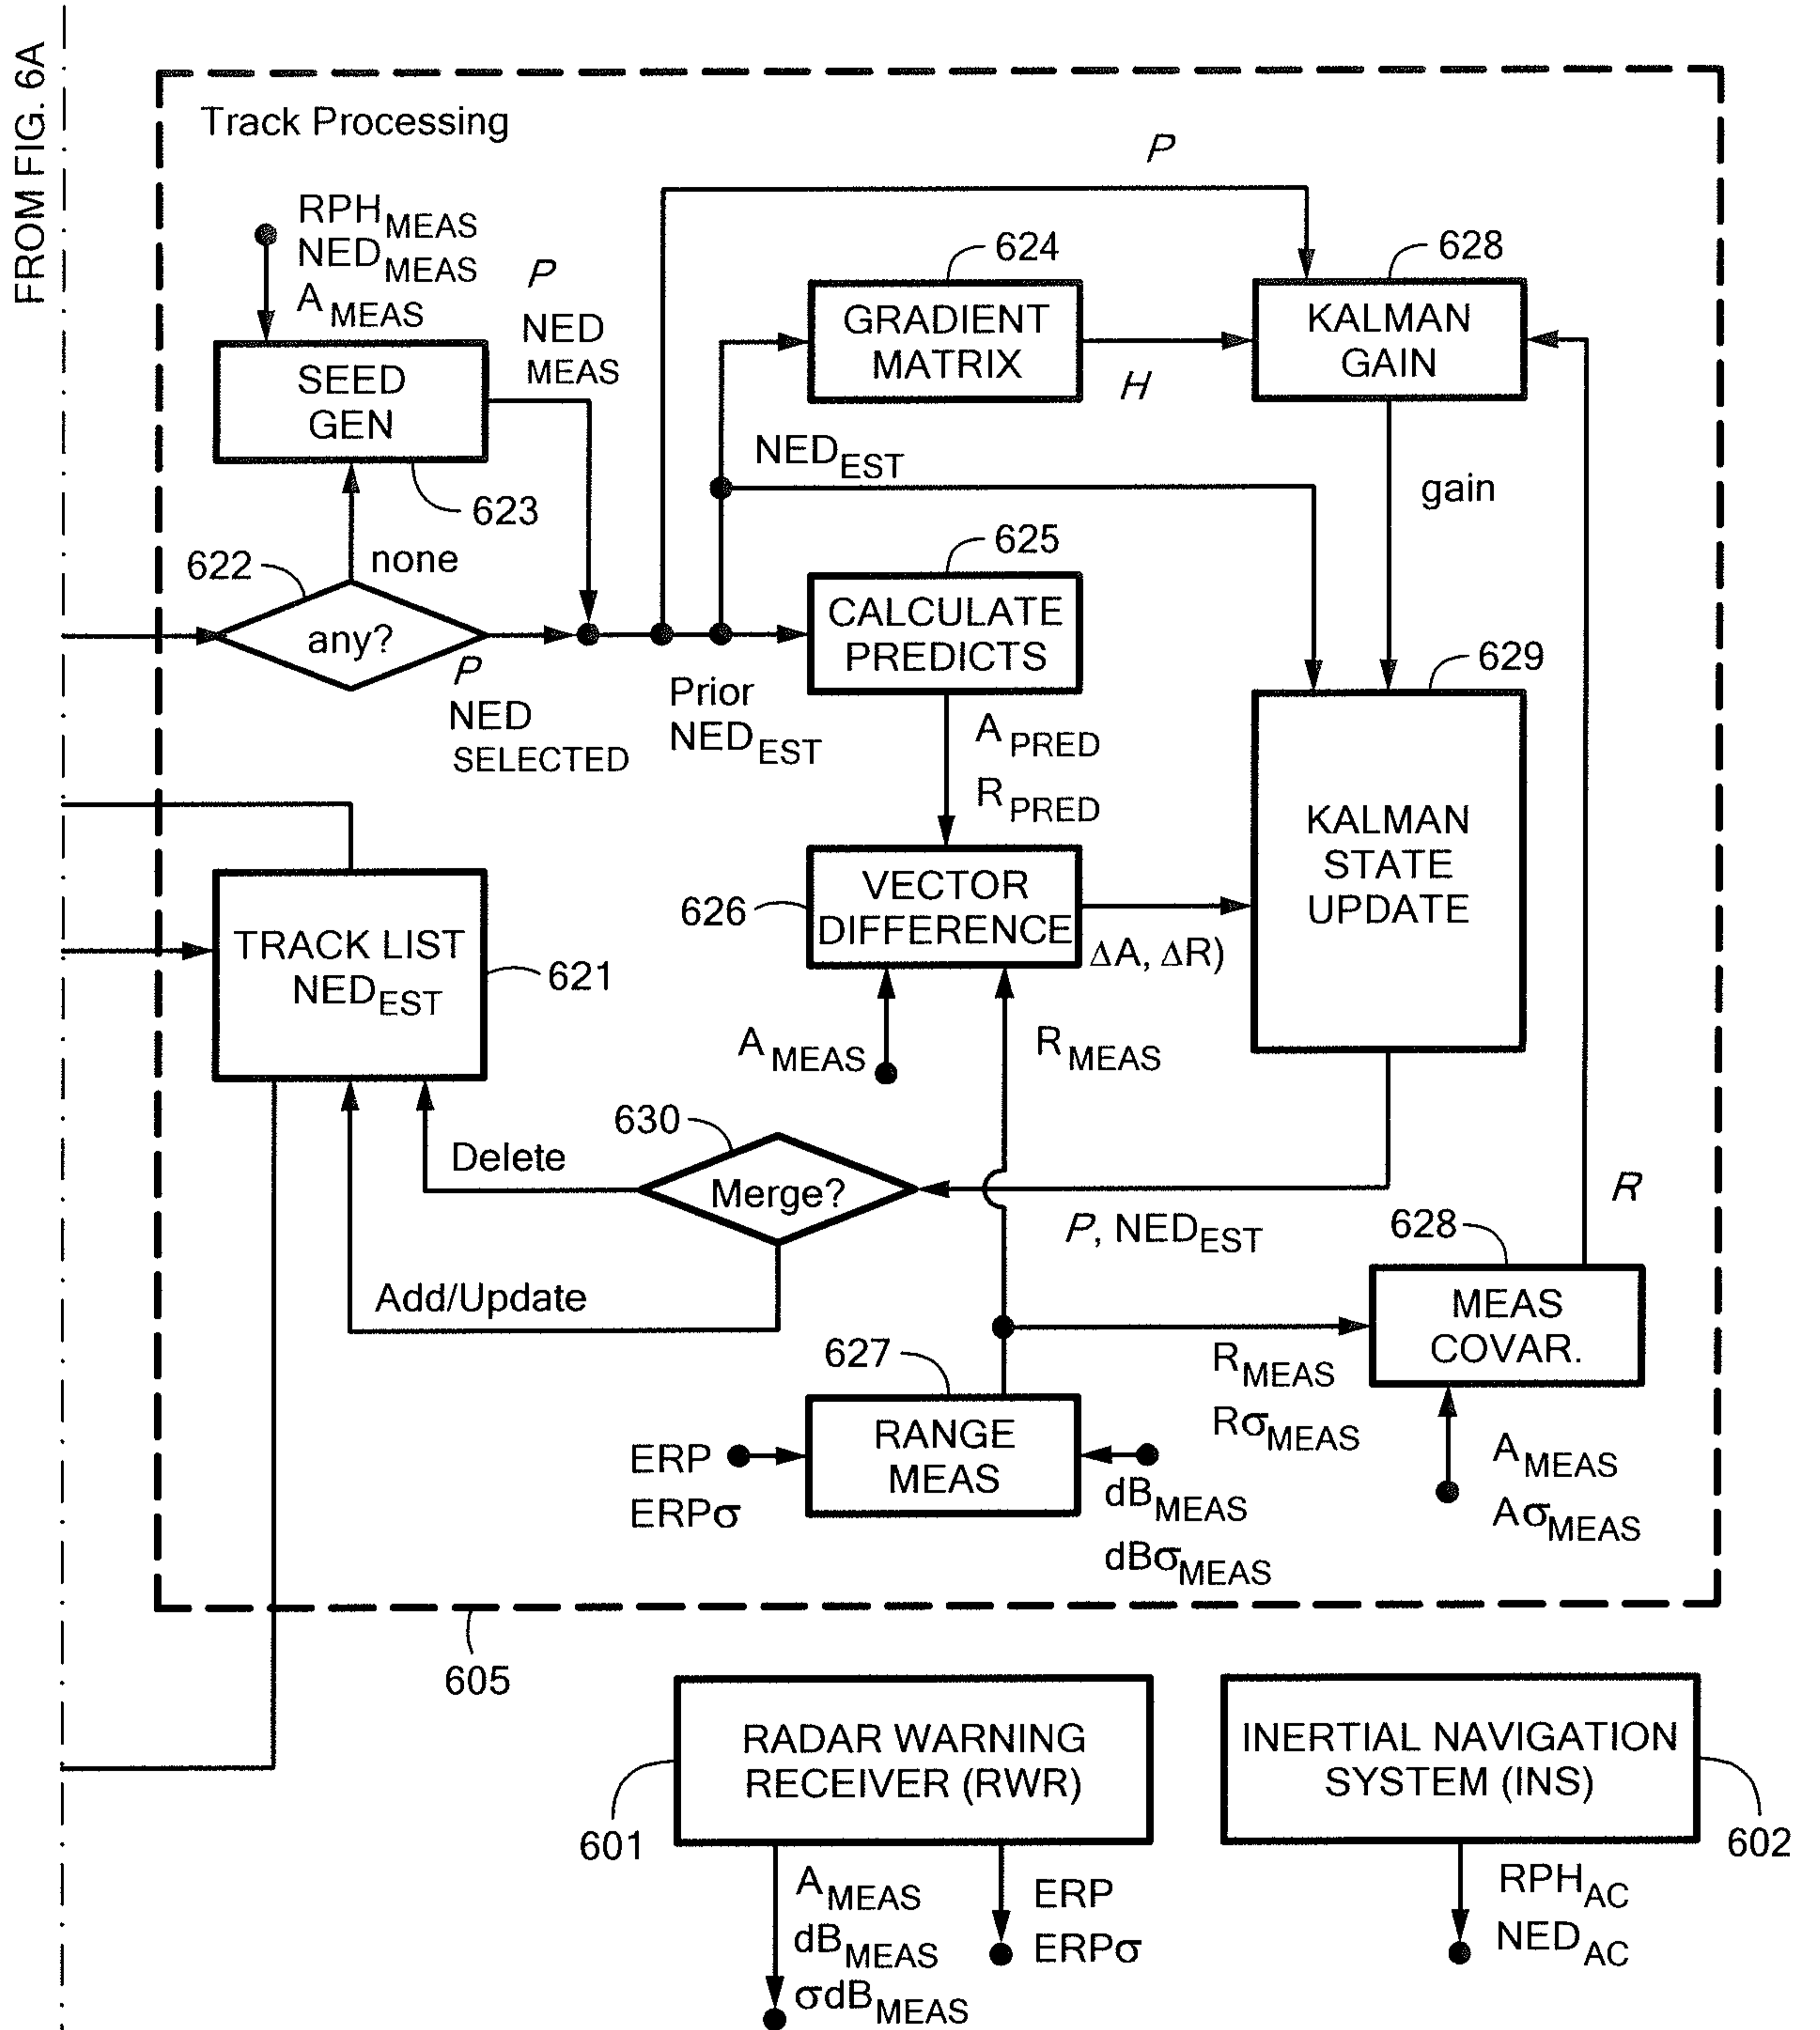 FROM FIG. 6A
Track Processing
RPH MEAS
NED MEAS
A MEAS
P
NED
MEAS
P
624
628
GRADIENT
MATRIX
KALMAN
GAIN
SEED
GEN
H
NED EST
gain
623
none
622
any?
625
CALCULATE
PREDICTS
P
NED
SELECTED
Prior
NED EST
629
A PRED
R PRED
KALMAN
STATE
UPDATE
626
VECTOR
DIFFERENCE
ΔA, ΔR)
TRACK LIST
NED EST
621
A MEAS
R MEAS
630
Delete
Merge?
P, NED EST
R
628
Add/Update
MEAS
COVAR.
627
R MEAS
Rσ MEAS
RANGE
MEAS
ERP
ERPσ
dB MEAS
dBσ MEAS
A MEAS
Aσ MEAS
605
RADAR WARNING
RECEIVER (RWR)
INERTIAL NAVIGATION
SYSTEM (INS)
601
602
A MEAS
dB MEAS
σdB MEAS
ERP
ERPσ
RPH AC
NED AC